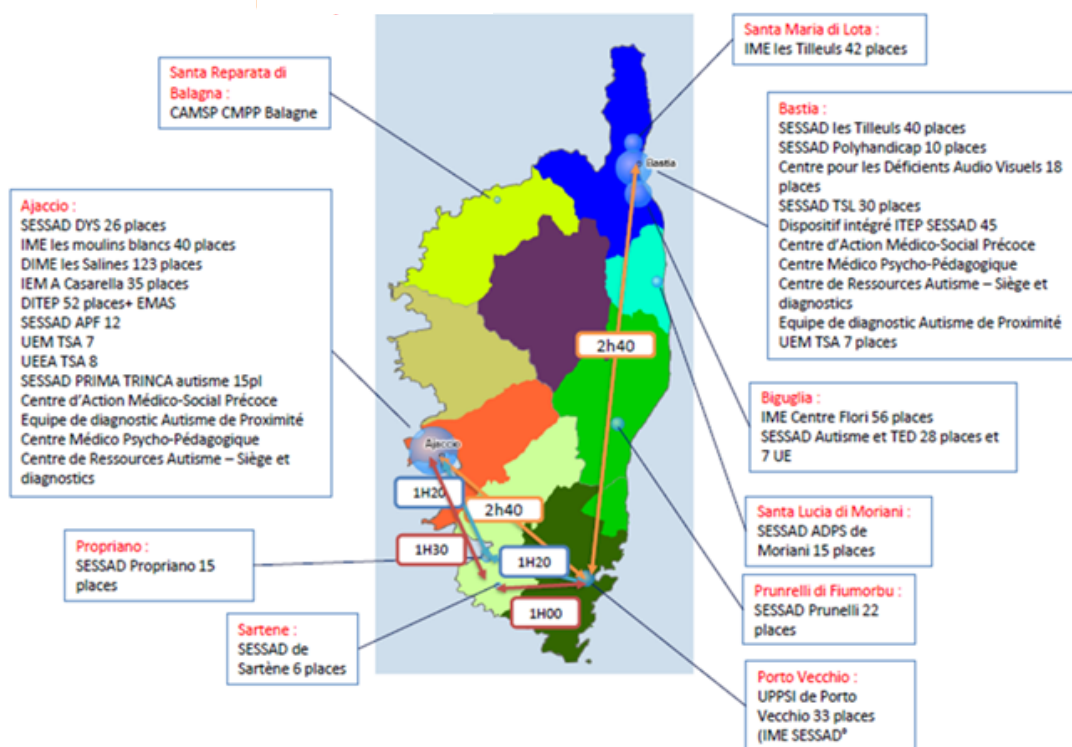 Santa Maria di Lota :
IME les Tilleuls 42 places
Santa Reparata di
Balagna :
CAMSP CMPP Balagne
Bastia :
SESSAD les Tilleuls 40 places
SESSAD Polyhandicap 10 places
Centre pour les Déficients Audio Visuels 18
places
SESSAD TSL 30 places
Dispositif intégré ITEP SESSAD 45
Centre d'Action Médico-Social Précoce
Centre Médico Psycho-Pédagogique
Centre de Ressources Autisme – Siège et
diagnostics
Equipe de diagnostic Autisme de Proximité
UEM TSA 7 places
Bastia
Ajaccio :
SESSAD DYS 26 places
IME les moulins blancs 40 places
DIME les Salines 123 places
IEM A Casarella 35 places
DITEP 52 places+ EMAS
SESSAD APF 12
UEM TSA 7
UEEA TSA 8
SESSAD PRIMA TRINCA autisme 15pl
Centre d'Action Médico-Social Précoce
Equipe de diagnostic Autisme de Proximité
Centre Médico Psycho-Pédagogique
Centre de Ressources Autisme – Siège et
diagnostics
2h40
Biguglia :
IME Centre Flori 56 places
SESSAD Autisme et TED 28 places et
7 UE
Ajaccio
1H20
2h40
1H30
1H20
1H00
Santa Lucia di Moriani :
SESSAD ADPS de
Moriani 15 places
Propriano :
SESSAD Propriano 15
places
Prunrelli di Fiumorbu :
SESSAD Prunelli 22
places
Sartene :
SESSAD de
Sartène 6 places
Porto Vecchio :
UPPSI de Porto
Vecchio 33 places
(IME SESSAD°